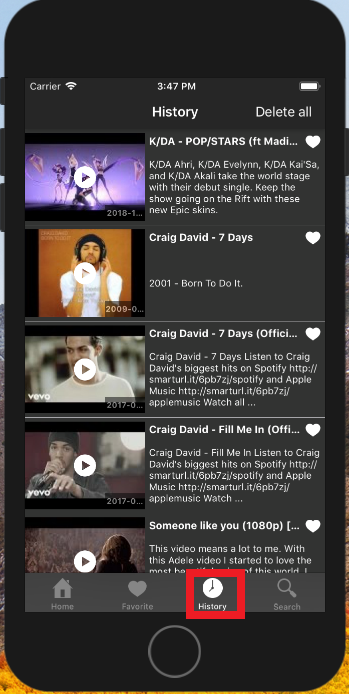 Carrier 3:47 PM
History Delete all
K/DA - POP/STARS (ft Madi...
K/DA Ahri, K/DA Evelynn, K/DA Kai'Sa,
and K/DA Akali take the world stage
with their debut single. Keep the
show going on the Rift with these
new Epic skins.
2018-1...
Craig David - 7 Days
2001 - Born To Do It.
2009-0...
Craig David - 7 Days (Offici...
Craig David - 7 Days Listen to Craig
David's biggest hits on Spotify http://
smarturl.it/6pb7zj/spotify and Apple
Music http://smarturl.it/6pb7zj/
applemusic Watch all ...
vevo
2017-0...
Craig David - Fill Me In (Offi...
Craig David - Fill Me In Listen to Craig
David's biggest hits on Spotify http://
smarturl.it/6pb7zj/spotify and Apple
Music http://smarturl.it/6pb7zj/
applemusic Watch ...
vevo
2017-0...
Someone like you (1080p) [...
This video means a lot to me. With
this Adele video I started to love the
Home Favorite History Search